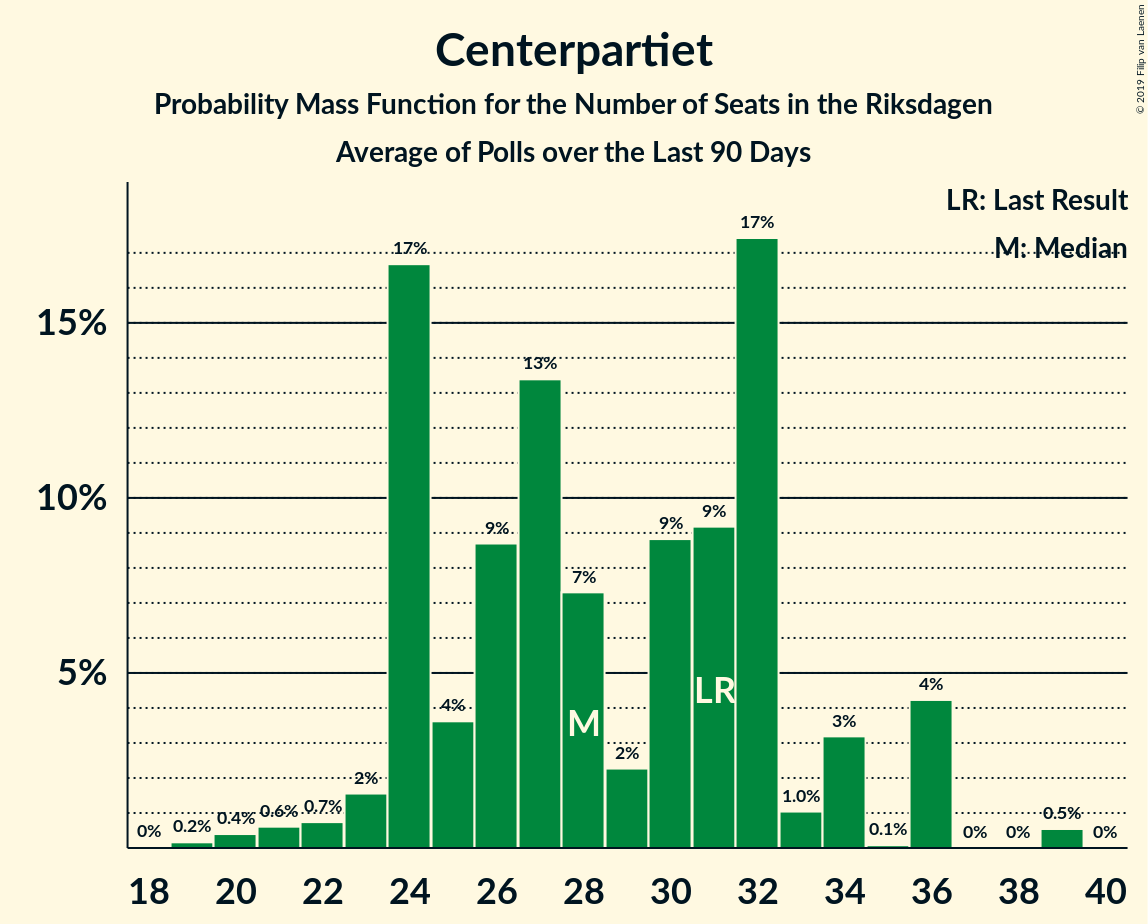 Centerpartiet
Probability Mass Function for the Number of Seats in the Riksdagen
Average of Polls over the Last 90 Days
© 2019 Filip van Laenen
LR: Last Result
M: Median
15%
10%
5%
0%
0.2%
0.4%
0.6%
0.7%
2%
17%
4%
9%
13%
7%
2%
9%
9%
17%
1.0%
3%
0.1%
4%
0%
0%
0.5%
0%
M
LR
18 20 22 24 26 28 30 32 34 36 38 40